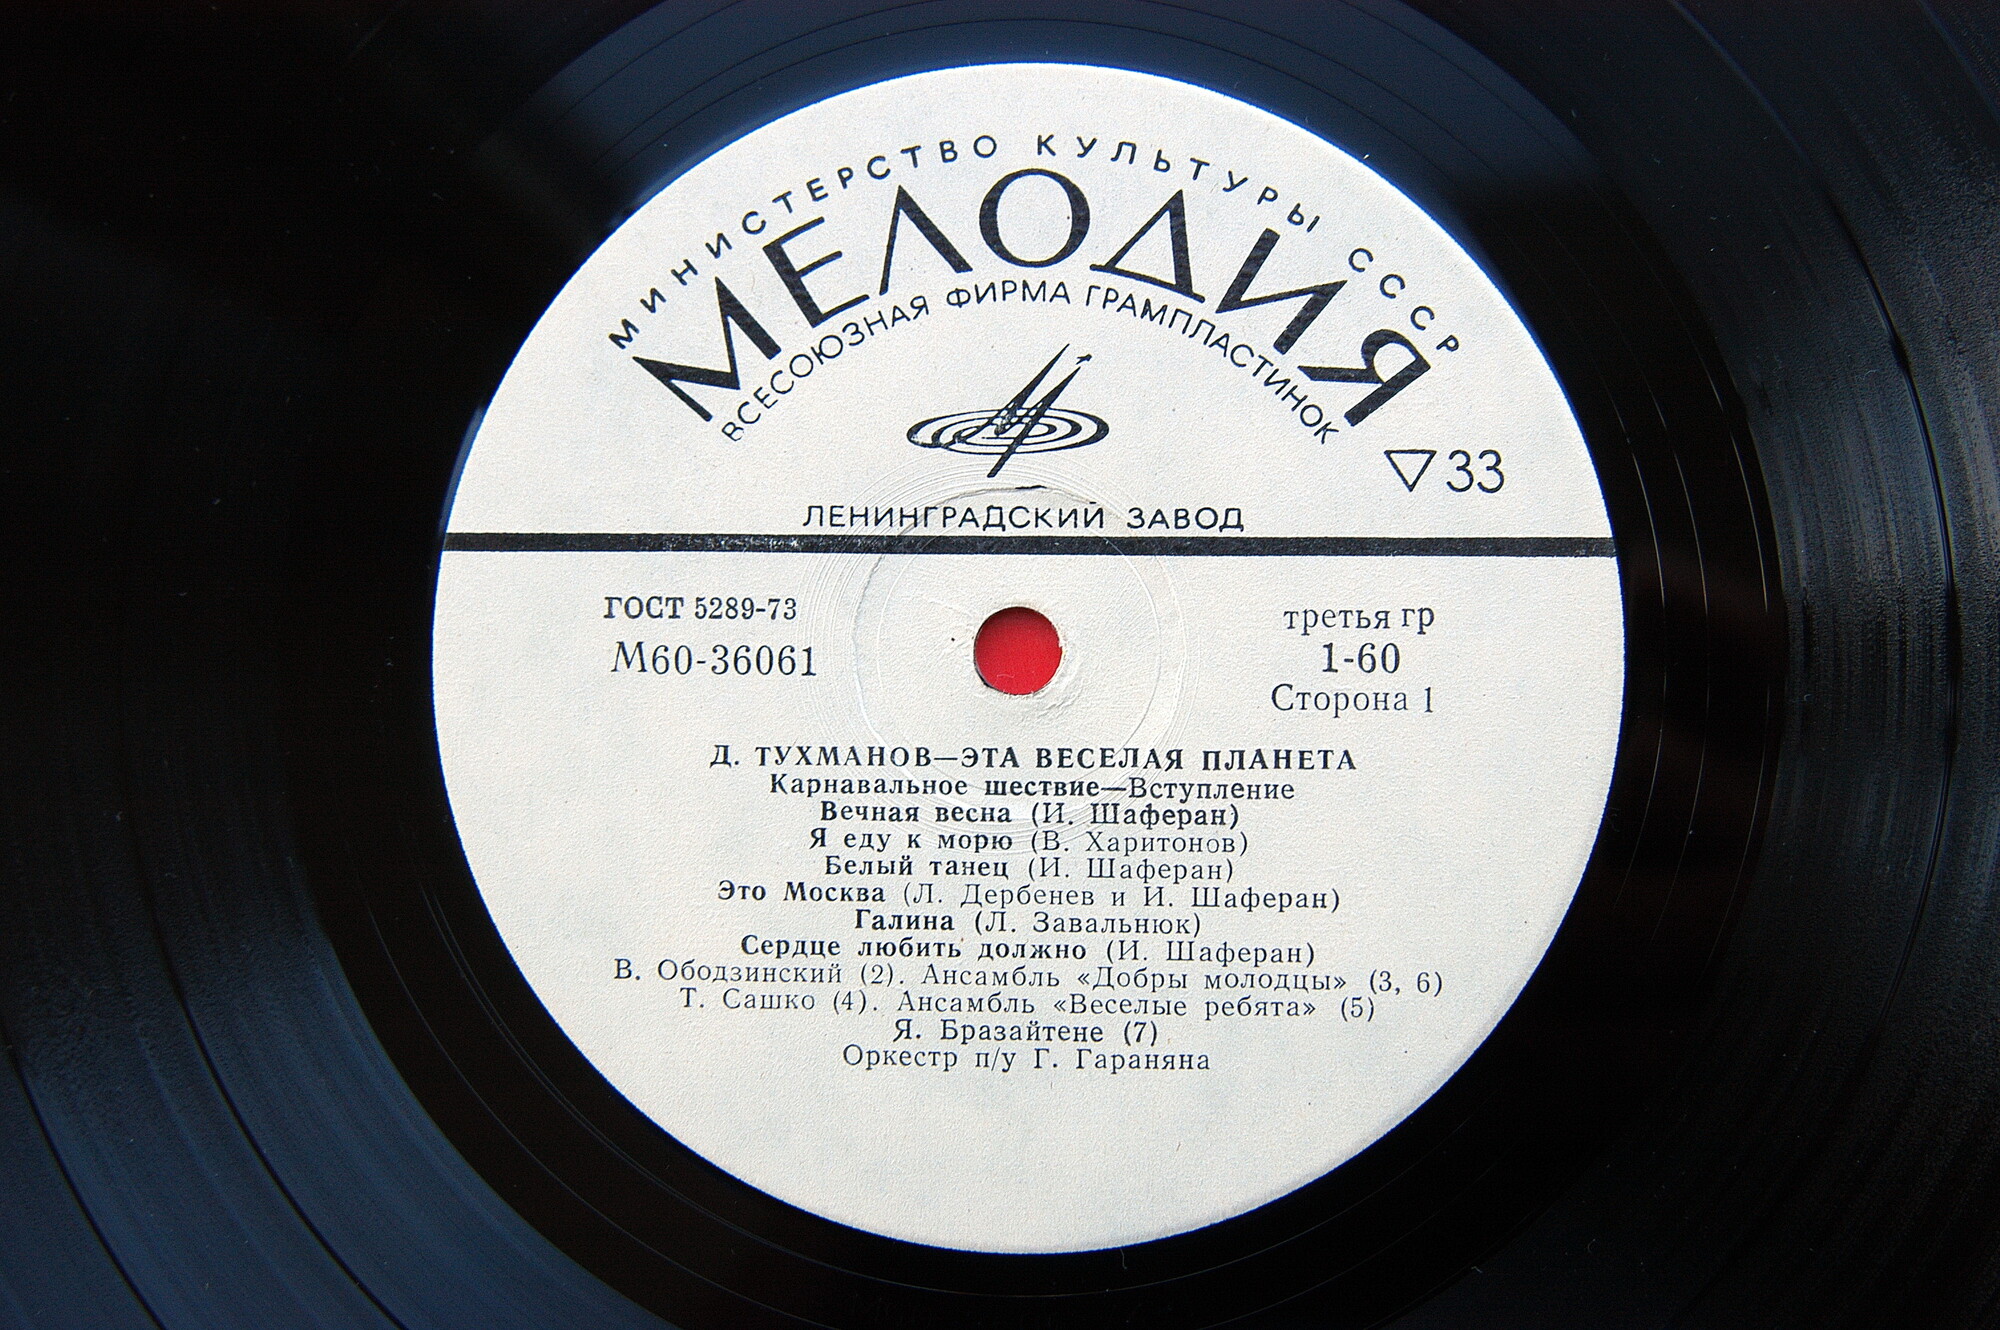 МИНИСТЕРСТВО КУЛЬТУРЫ СССР
МЕЛОДИЯ
ВСЕСОЮЗНАЯ ФИРМА ГРАМПЛАСТИНОК
▽33
ЛЕНИНГРАДСКИЙ ЗАВОД
ГОСТ 5289-73
М60-36061
третья гр
1-60
Сторона 1
Д. ТУХМАНОВ—ЭТА ВЕСЕЛАЯ ПЛАНЕТА
Карнавальное шествие—Вступление
Вечная весна (И. Шаферан)
Я еду к морю (В. Харитонов)
Белый танец (И. Шаферан)
Это Москва (Л. Дербенев и И. Шаферан)
Галина (Л. Завальнюк)
Сердце любить должно (И. Шаферан)
В. Ободзинский (2). Ансамбль «Добры молодцы» (3, 6)
Т. Сашко (4). Ансамбль «Веселые ребята» (5)
Я. Бразайтене (7)
Оркестр п/у Г. Гараняна